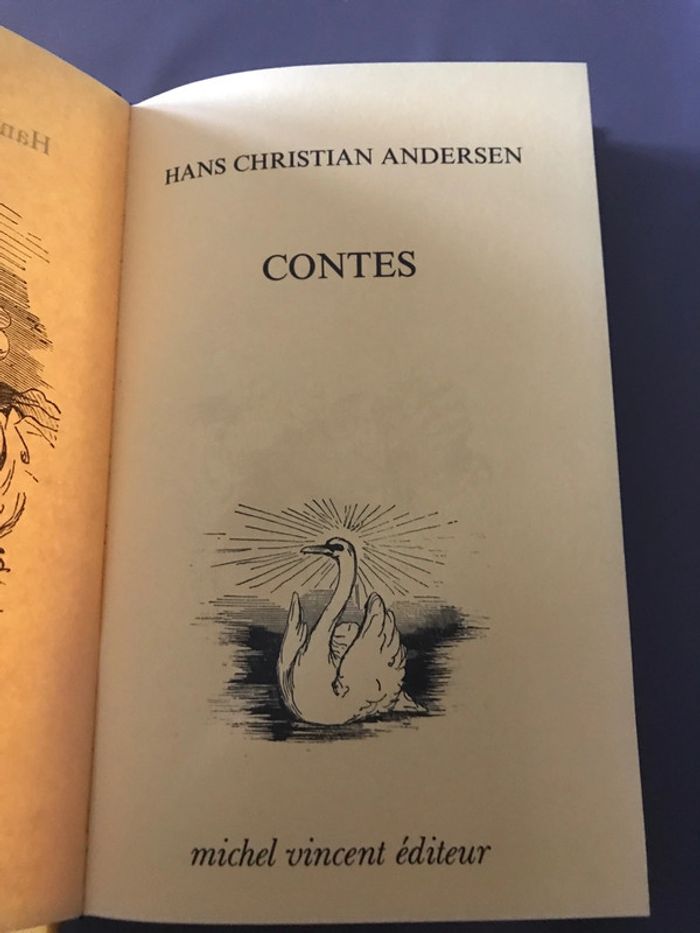 HANS CHRISTIAN ANDERSEN
CONTES
michel vincent éditeur